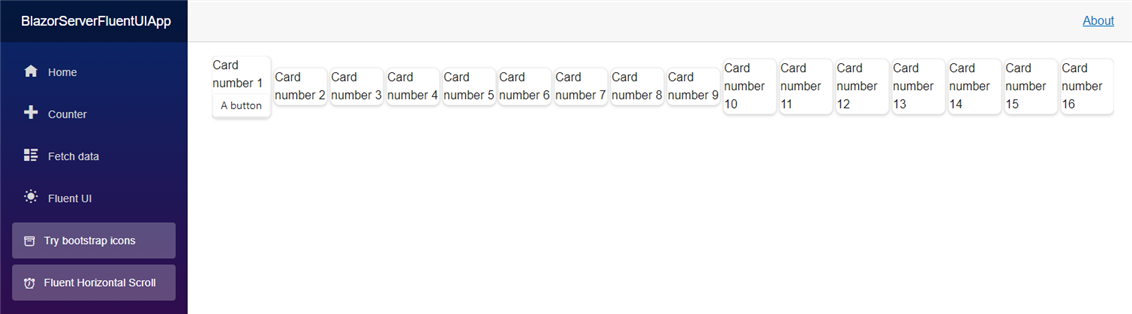 BlazorServerFluentUIApp
About
Home
Counter
Fetch data
Fluent UI
Try bootstrap icons
Fluent Horizontal Scroll
Card
number 1
A button
Card
number 2
Card
number 3
Card
number 4
Card
number 5
Card
number 6
Card
number 7
Card
number 8
Card
number 9
Card
number
10
Card
number
11
Card
number
12
Card
number
13
Card
number
14
Card
number
15
Card
number
16